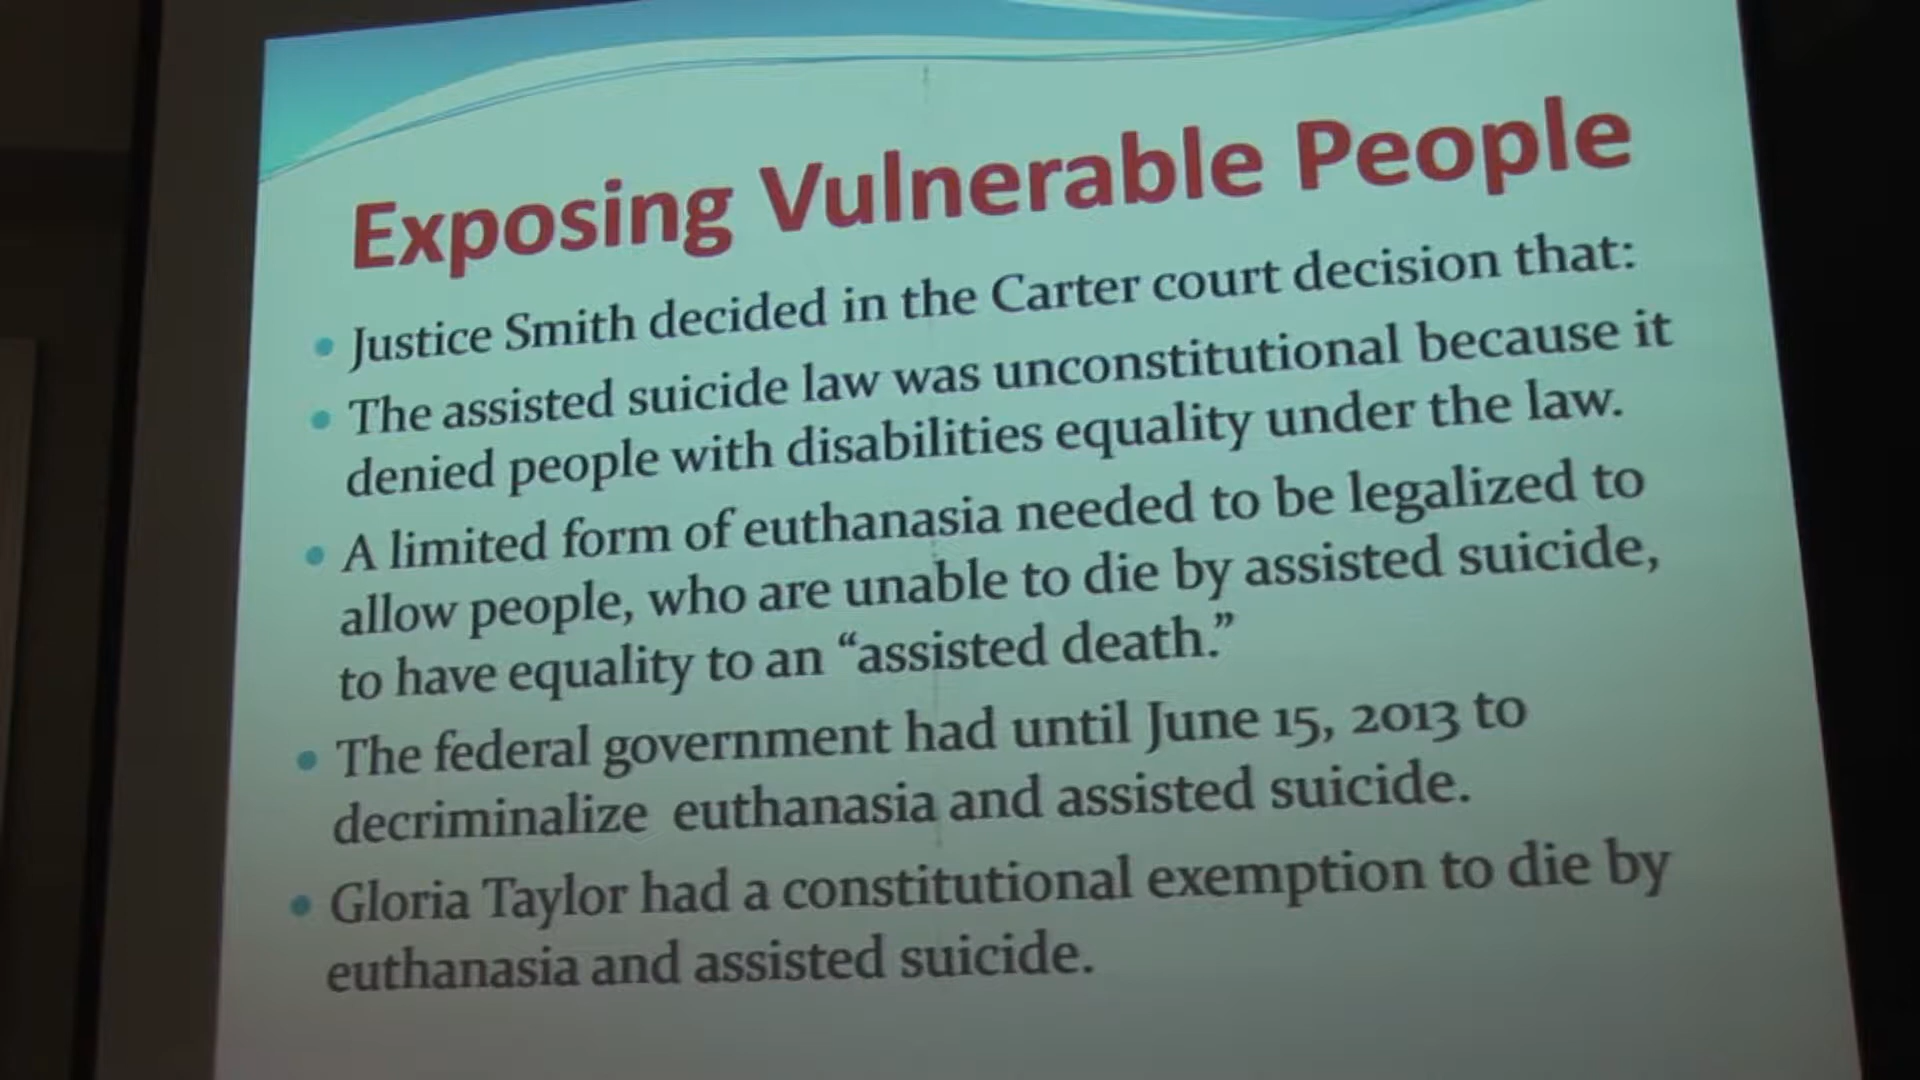 Exposing Vulnerable People
• Justice Smith decided in the Carter court decision that:
• The assisted suicide law was unconstitutional because it
denied people with disabilities equality under the law.
• A limited form of euthanasia needed to be legalized to
allow people, who are unable to die by assisted suicide,
to have equality to an “assisted death.”
• The federal government had until June 15, 2013 to
decriminalize euthanasia and assisted suicide.
• Gloria Taylor had a constitutional exemption to die by
euthanasia and assisted suicide.